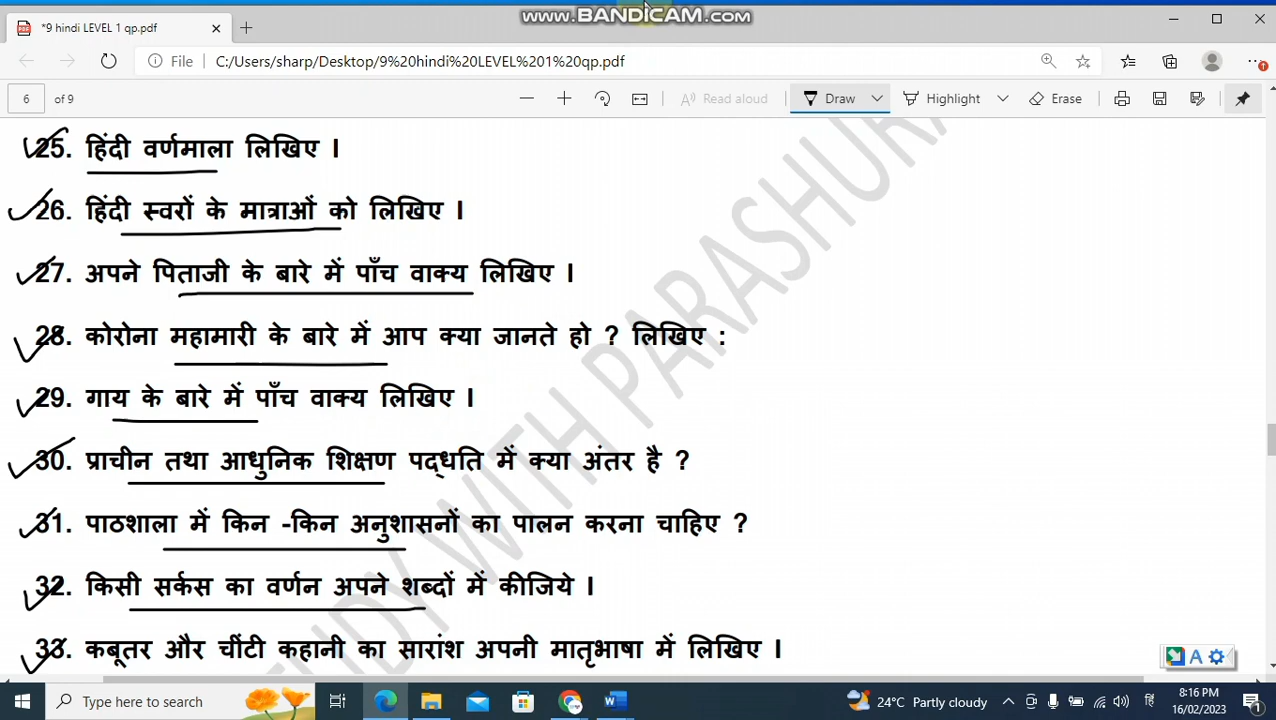 www.BANDICAM.com
*9 hindi LEVEL 1 qp.pdf
File C:/Users/sharp/Desktop/9%20hindi%20LEVEL%201%20qp.pdf
6 of 9 Read aloud Draw Highlight Erase
25. हिंदी वर्णमाला लिखिए ।
26. हिंदी स्वरों के मात्राओं को लिखिए ।
27. अपने पिताजी के बारे में पाँच वाक्य लिखिए ।
28. कोरोना महामारी के बारे में आप क्या जानते हो ? लिखिए :
29. गाय के बारे में पाँच वाक्य लिखिए ।
30. प्राचीन तथा आधुनिक शिक्षण पद्धति में क्या अंतर है ?
31. पाठशाला में किन -किन अनुशासनों का पालन करना चाहिए ?
32. किसी सर्कस का वर्णन अपने शब्दों में कीजिये ।
33. कबूतर और चींटी कहानी का सारांश अपनी मातृभाषा में लिखिए ।
WITH PARASHURA
A
Type here to search
24°C Partly cloudy
8:16 PM
16/02/2023